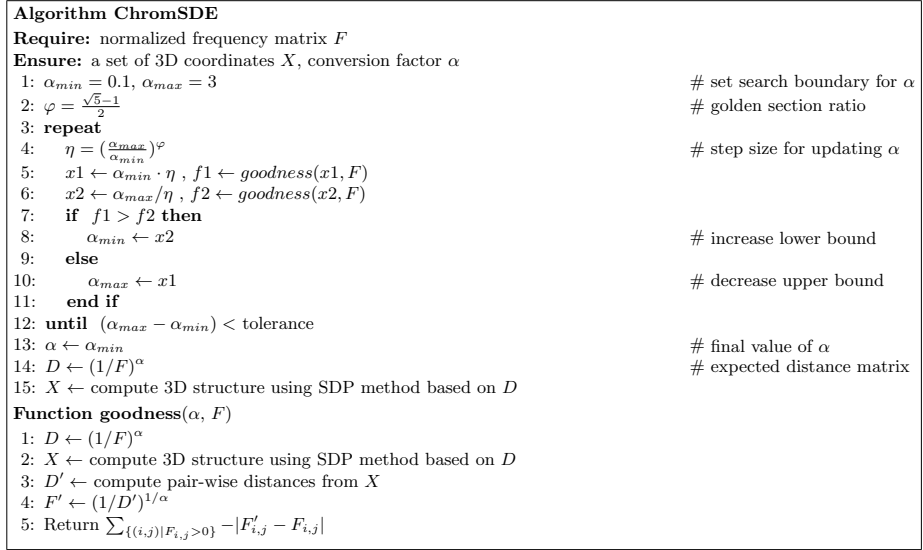 Algorithm ChromSDE
Require: normalized frequency matrix F
Ensure: a set of 3D coordinates X, conversion factor α
1: α_min = 0.1, α_max = 3 # set search boundary for α
2: φ = (√5−1)/2 # golden section ratio
3: repeat
4: η = (α_max/α_min)^φ # step size for updating α
5: x1 ← α_min · η , f1 ← goodness(x1, F)
6: x2 ← α_max/η , f2 ← goodness(x2, F)
7: if f1 > f2 then
8: α_min ← x2 # increase lower bound
9: else
10: α_max ← x1 # decrease upper bound
11: end if
12: until (α_max − α_min) < tolerance
13: α ← α_min # final value of α
14: D ← (1/F)^α # expected distance matrix
15: X ← compute 3D structure using SDP method based on D
Function goodness(α, F)
1: D ← (1/F)^α
2: X ← compute 3D structure using SDP method based on D
3: D′ ← compute pair-wise distances from X
4: F′ ← (1/D′)^{1/α}
5: Return ∑_{{(i,j)|F_{i,j}>0}} −|F′_{i,j} − F_{i,j}|